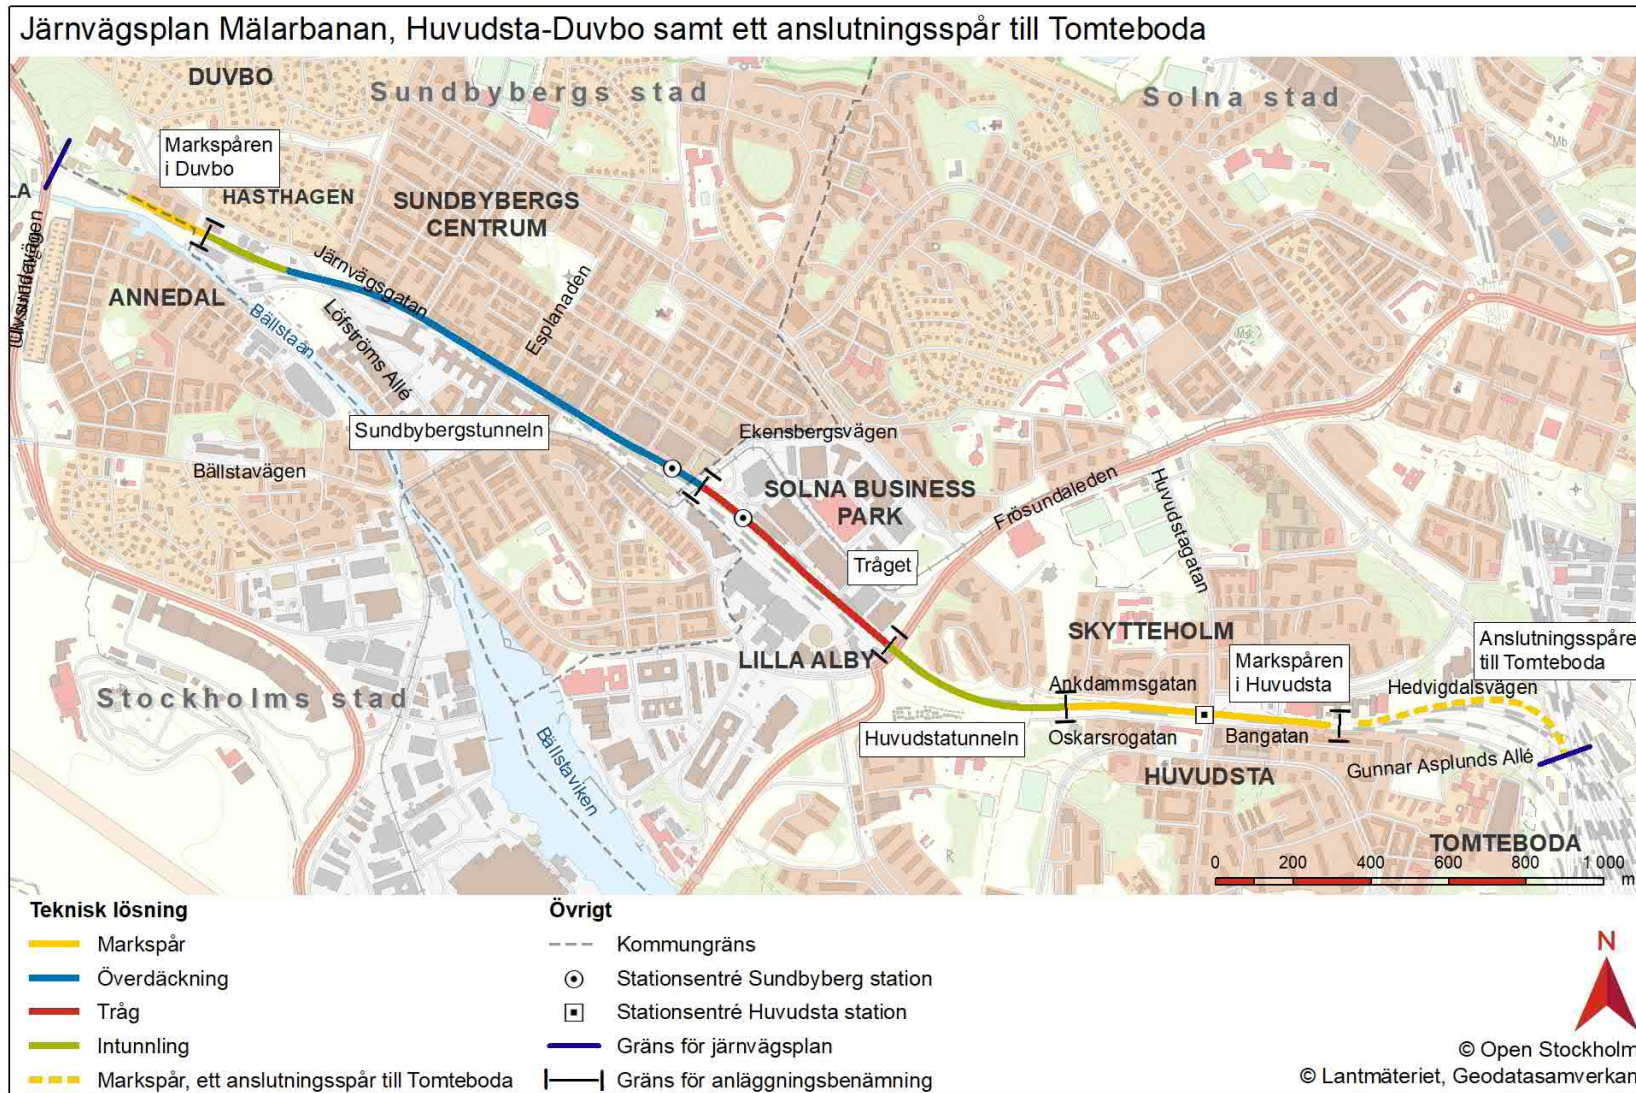 Järnvägsplan Mälarbanan, Huvudsta-Duvbo samt ett anslutningsspår till Tomteboda
DUVBO
Sundbybergs stad
Solna stad
Markspåren
i Duvbo
LA
HASTHAGEN
SUNDBYBERGS
CENTRUM
Järnvägsgatan
Esplanaden
ANNEDAL
Bällstaån
Löfströms Allé
Sundbybergstunneln
Bällstavägen
Ekensbergsvägen
SOLNA BUSINESS
PARK
Frösundaleden
Huvudstagatan
Tråget
Stockholms stad
LILLA ALBY
SKYTTEHOLM
Markspåren
i Huvudsta
Anslutningsspåre
till Tomteboda
Ankdammsgatan
Hedvigdalsvägen
Huvudstatunneln
Oskarsrogatan
Bangatan
Gunnar Asplunds Allé
HUVUDSTA
Bällstaviken
TOMTEBODA
0 200 400 600 800 1 000
m
Teknisk lösning
Markspår
Överdäckning
Tråg
Intunnling
Markspår, ett anslutningsspår till Tomteboda
Övrigt
Kommungräns
Stationsentré Sundbyberg station
Stationsentré Huvudsta station
Gräns för järnvägsplan
Gräns för anläggningsbenämning
N
© Open Stockholm
© Lantmäteriet, Geodatasamverkan